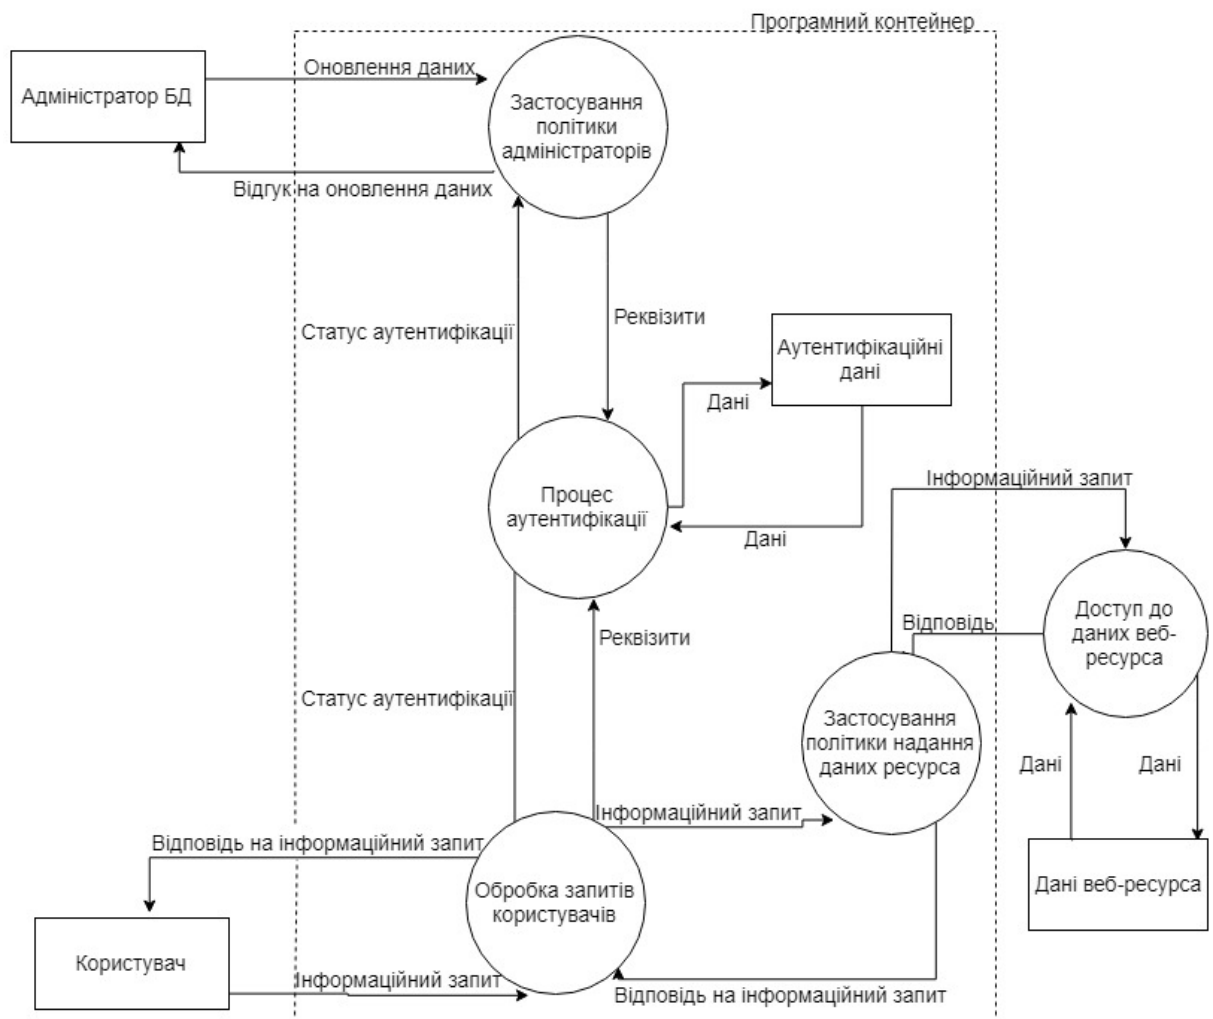 Програмний контейнер
Адміністратор БД
Оновлення даних
Застосування
політики
адміністраторів
Відгук на оновлення даних
Статус аутентифікації
Реквізити
Аутентифікаційні
дані
Дані
Процес
аутентифікації
Дані
Інформаційний запит
Доступ до
даних веб-
ресурса
Відповідь
Реквізити
Статус аутентифікації
Застосування
політики надання
даних ресурса
Дані
Дані
Інформаційний запит
Відповідь на інформаційний запит
Обробка запитів
користувачів
Дані веб-ресурса
Користувач
Інформаційний запит
Відповідь на інформаційний запит